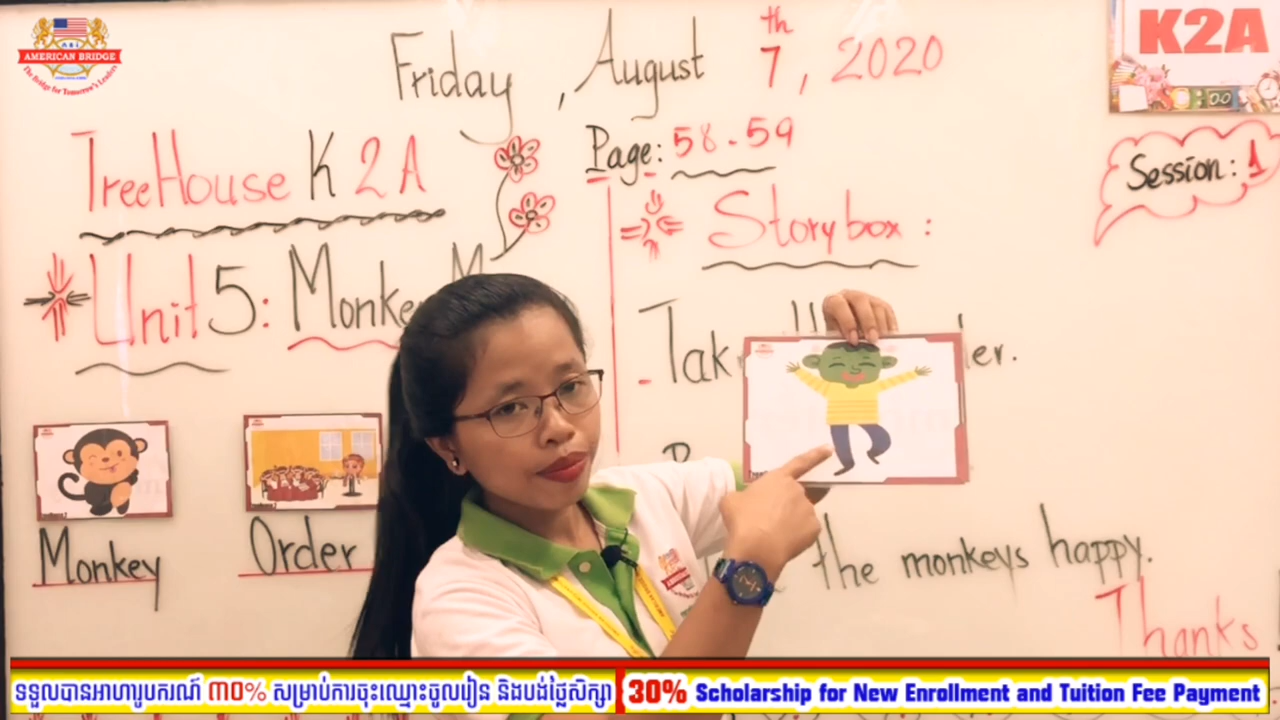 AMERICAN BRIDGE
The Bridge for Tomorrow's Leaders
Friday, August 7th, 2020
K2A
TreeHouse K2A
Page: 58-59
Session: 1
Unit 5: Monkey
Storybox:
Monkey
Order
the monkeys happy.
Thanks
ទទួលបានអាហារូបករណ៍ ៣០% សម្រាប់ការចុះឈ្មោះចូលរៀន និងបង់ថ្លៃសិក្សា
30% Scholarship for New Enrollment and Tuition Fee Payment